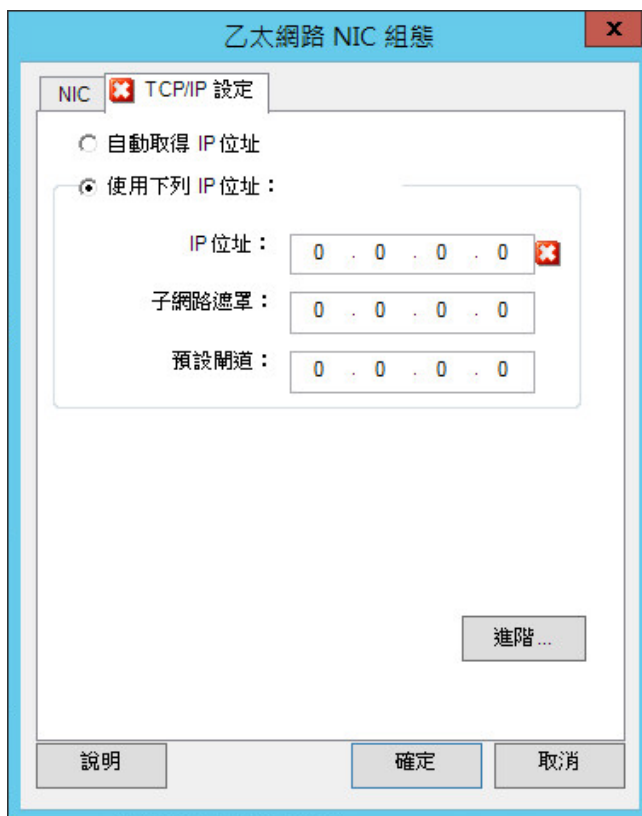 乙太網路 NIC 組態
x
NIC
TCP/IP 設定
自動取得 IP 位址
使用下列 IP 位址：
IP 位址： 0 . 0 . 0 . 0
子網路遮罩： 0 . 0 . 0 . 0
預設閘道： 0 . 0 . 0 . 0
進階...
說明 確定 取消